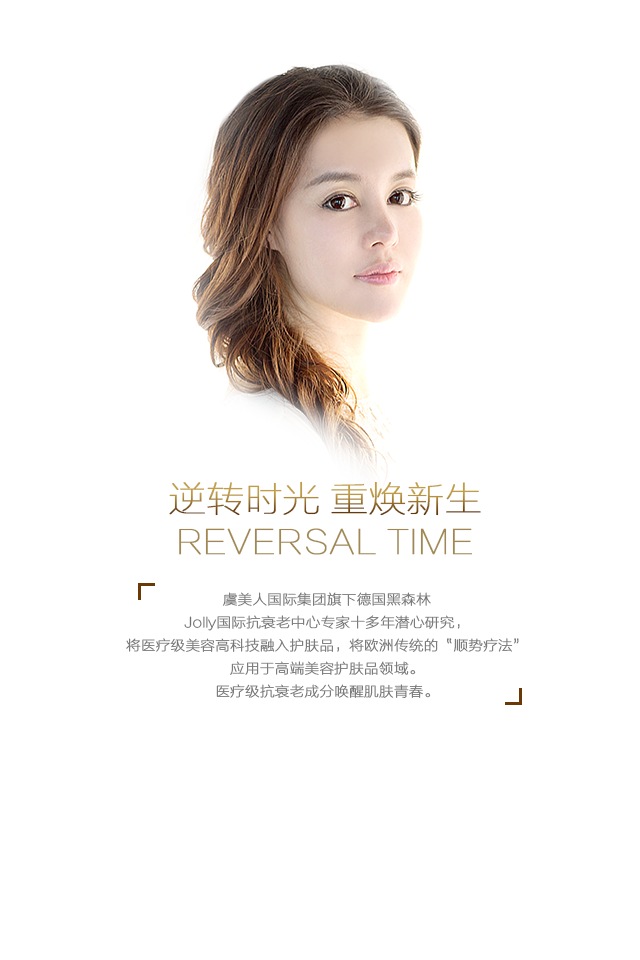 逆转时光 重焕新生
REVERSAL TIME
虞美人国际集团旗下德国黑森林
Jolly国际抗衰老中心专家十多年潜心研究，
将医疗级美容高科技融入护肤品，将欧洲传统的〝顺势疗法”
应用于高端美容护肤品领域。
医疗级抗衰老成分唤醒肌肤青春。